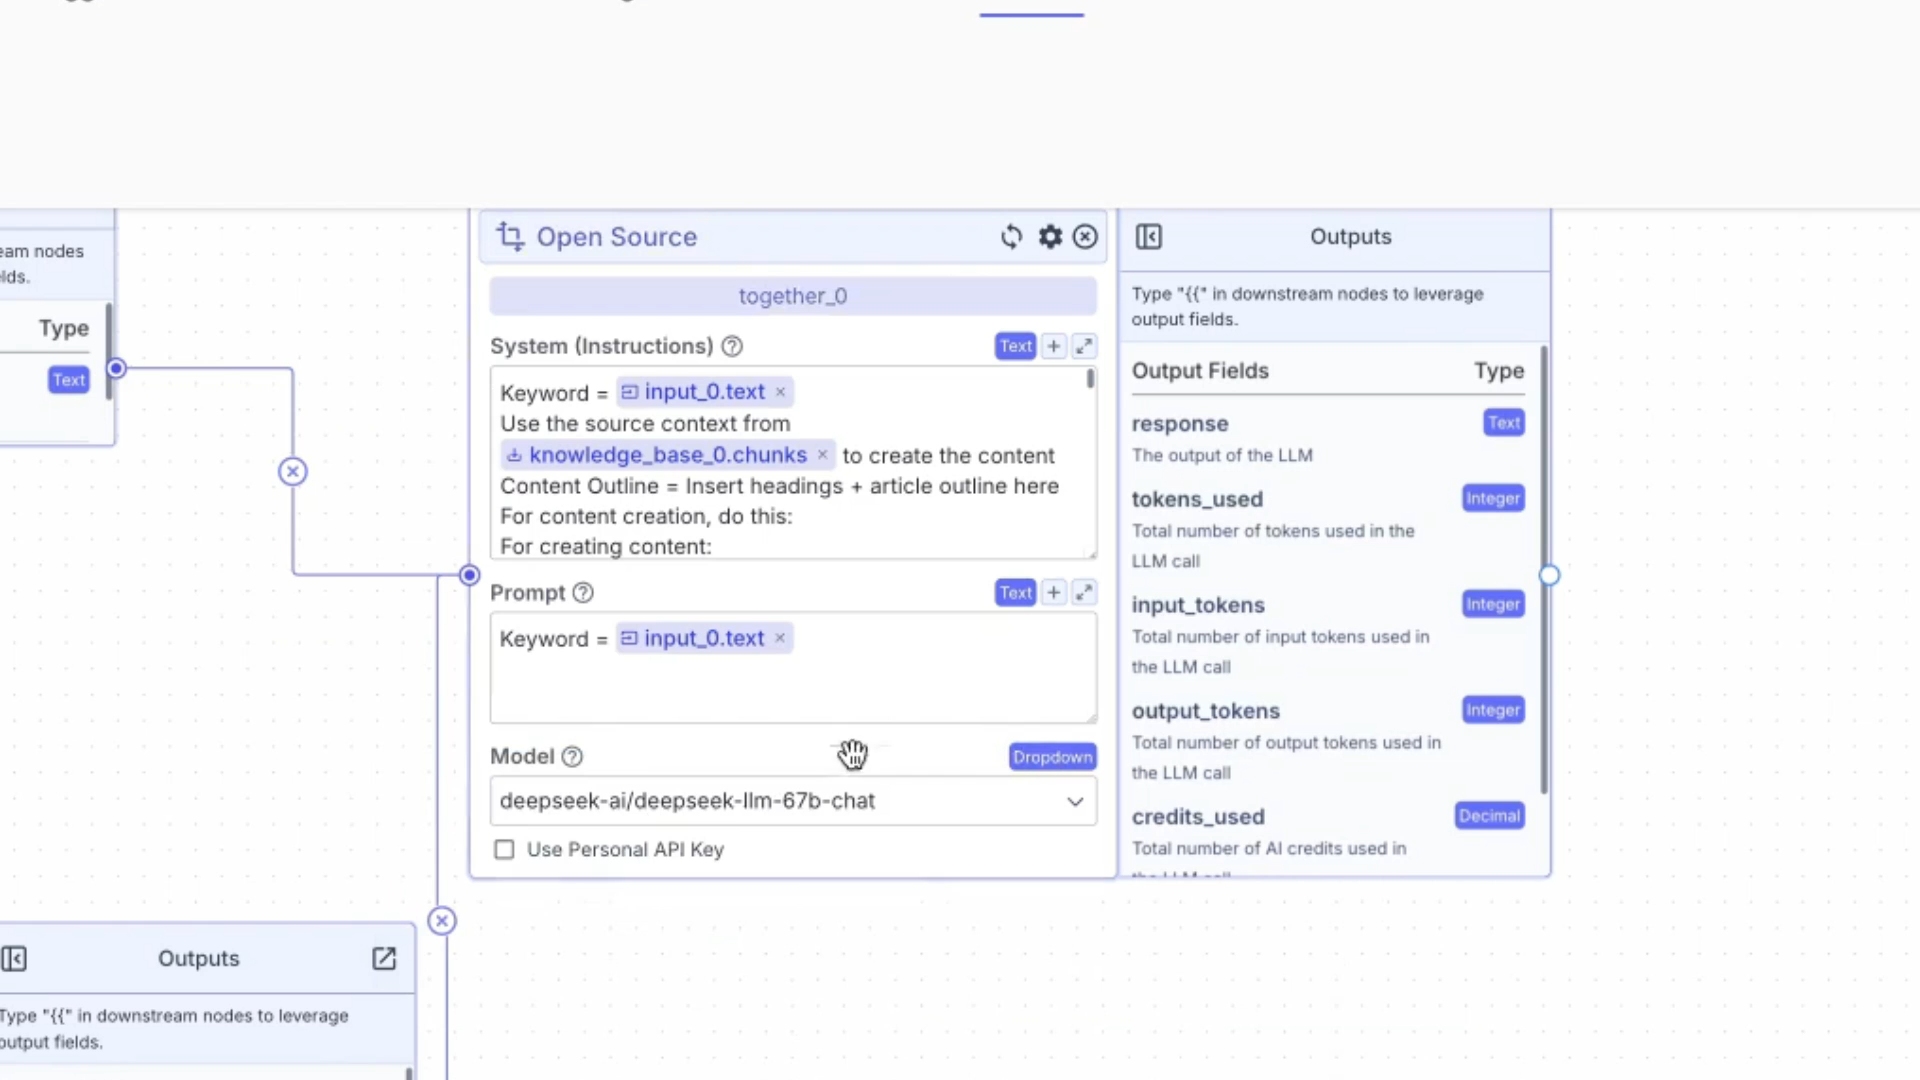 eam nodes
lds.
Type
Text
Open Source
together_0
System (Instructions)
Text
Keyword = input_0.text ×
Use the source context from
knowledge_base_0.chunks × to create the content
Content Outline = Insert headings + article outline here
For content creation, do this:
For creating content:
Prompt
Text
Keyword = input_0.text ×
Model
Dropdown
deepseek-ai/deepseek-llm-67b-chat
Use Personal API Key
Outputs
Type "{{" in downstream nodes to leverage
output fields.
Output Fields Type
response Text
The output of the LLM
tokens_used Integer
Total number of tokens used in the
LLM call
input_tokens Integer
Total number of input tokens used in
the LLM call
output_tokens Integer
Total number of output tokens used in
the LLM call
credits_used Decimal
Total number of AI credits used in
the LLM call
Outputs
Type "{{" in downstream nodes to leverage
output fields.